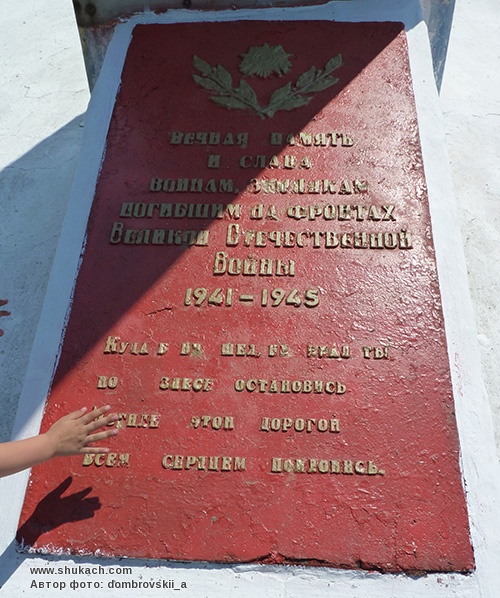 ВЕЧНАЯ ПАМЯТЬ
И СЛАВА
ВОИНАМ, ЗЕМЛЯКАМ
ПОГИБШИМ НА ФРОНТАХ
ВЕЛИКОЙ ОТЕЧЕСТВЕННОЙ
ВОЙНЫ
1941-1945
КУДА Б НИ ШЕЛ, НИ ЕХАЛ ТЫ,
НО ЗДЕСЬ ОСТАНОВИСЬ
МОГИЛЕ ЭТОЙ ДОРОГОЙ
ВСЕМ СЕРДЦЕМ ПОКЛОНИСЬ.
www.shukach.com
Автор фото: dombrovskii_a